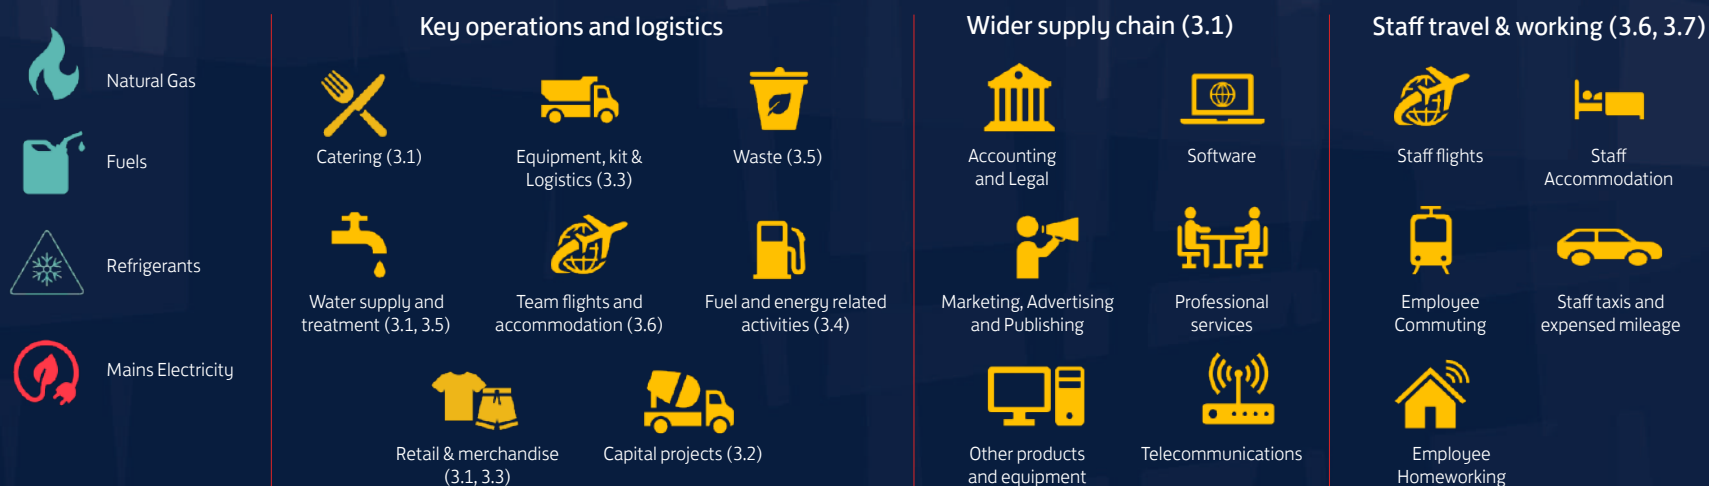 Natural Gas
Fuels
Refrigerants
Mains Electricity
Key operations and logistics
Catering (3.1)
Equipment, kit &
Logistics (3.3)
Waste (3.5)
Water supply and
treatment (3.1, 3.5)
Team flights and
accommodation (3.6)
Fuel and energy related
activities (3.4)
Retail & merchandise
(3.1, 3.3)
Capital projects (3.2)
Wider supply chain (3.1)
Accounting
and Legal
Software
Marketing, Advertising
and Publishing
Professional
services
Other products
and equipment
Telecommunications
Staff travel & working (3.6, 3.7)
Staff flights
Staff
Accommodation
Employee
Commuting
Staff taxis and
expensed mileage
Employee
Homeworking